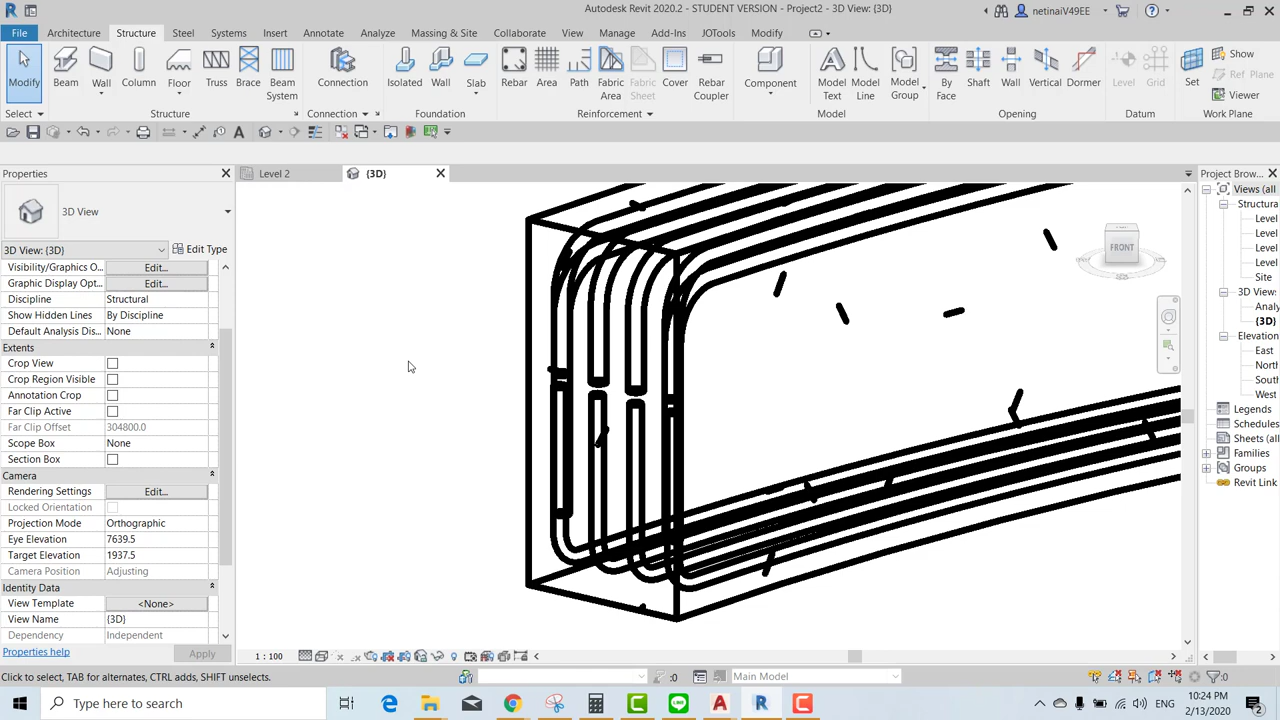 Autodesk Revit 2020.2 - STUDENT VERSION - Project2 - 3D View: {3D}
netinaiV49EE
File Architecture Structure Steel Systems Insert Annotate Analyze Massing & Site Collaborate View Manage Add-Ins JOTools Modify
Modify Beam Wall Column Floor Truss Brace Beam System Connection Isolated Wall Slab Rebar Area Path Fabric Area Fabric Sheet Cover Rebar Coupler Component Model Text Model Line Model Group By Face Shaft Wall Vertical Dormer Level Grid Set Show Ref Plane Viewer
Select Structure Connection Foundation Reinforcement Model Opening Datum Work Plane
Properties
Level 2
{3D}
Project Brow...
3D View
3D View: {3D}
Edit Type
Visibility/Graphics O... Edit...
Graphic Display Opt... Edit...
Discipline Structural
Show Hidden Lines By Discipline
Default Analysis Dis... None
Extents
Crop View
Crop Region Visible
Annotation Crop
Far Clip Active
Far Clip Offset 304800.0
Scope Box None
Section Box
Camera
Rendering Settings Edit...
Locked Orientation
Projection Mode Orthographic
Eye Elevation 7639.5
Target Elevation 1937.5
Camera Position Adjusting
Identity Data
View Template <None>
View Name {3D}
Dependency Independent
Properties help
Apply
FRONT
Views (all
Structura
Level
Level
Level
Level
Site
3D View:
Analy
{3D}
Elevation
East
North
South
West
Legends
Schedules
Sheets (all
Families
Groups
Revit Link
1 : 100
Click to select, TAB for alternates, CTRL adds, SHIFT unselects.
:0
Main Model
:0
Type here to search
ENG
10:24 PM
2/13/2020
2